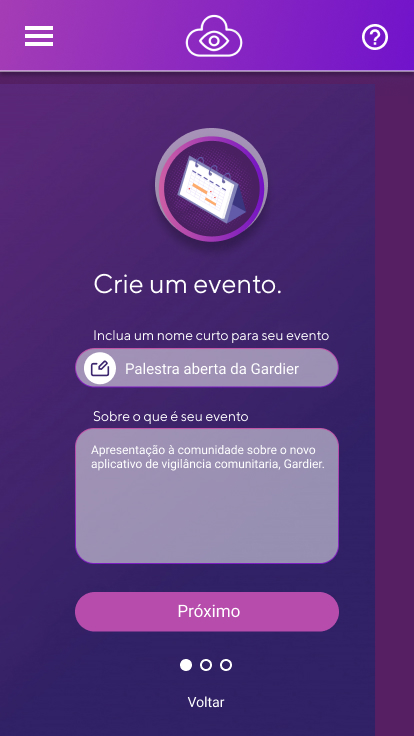 Crie um evento.
Inclua um nome curto para seu evento
Palestra aberta da Gardier
Sobre o que é seu evento
Apresentação à comunidade sobre o novo
aplicativo de vigilância comunitaria, Gardier.
Próximo
Voltar